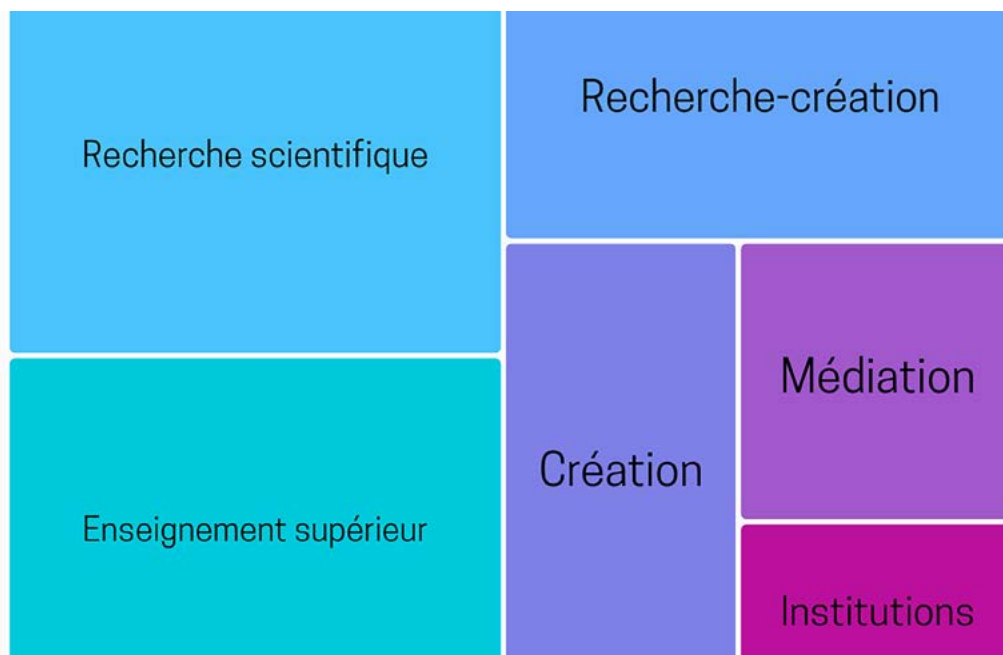 Recherche scientifique
Recherche-création
Enseignement supérieur
Création
Médiation
Institutions